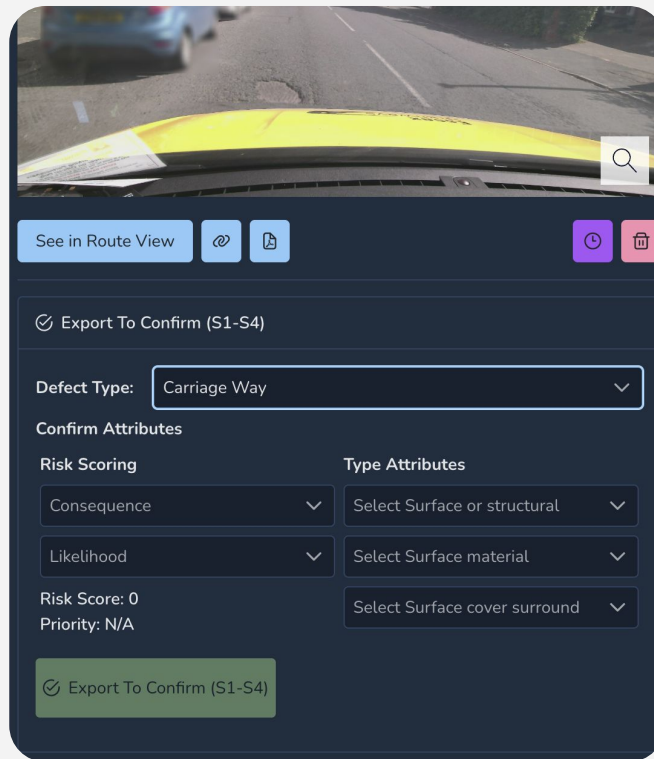 See in Route View
Export To Confirm (S1-S4)
Defect Type:
Carriage Way
Confirm Attributes
Risk Scoring
Type Attributes
Consequence
Select Surface or structural
Likelihood
Select Surface material
Risk Score: 0
Select Surface cover surround
Priority: N/A
Export To Confirm (S1-S4)